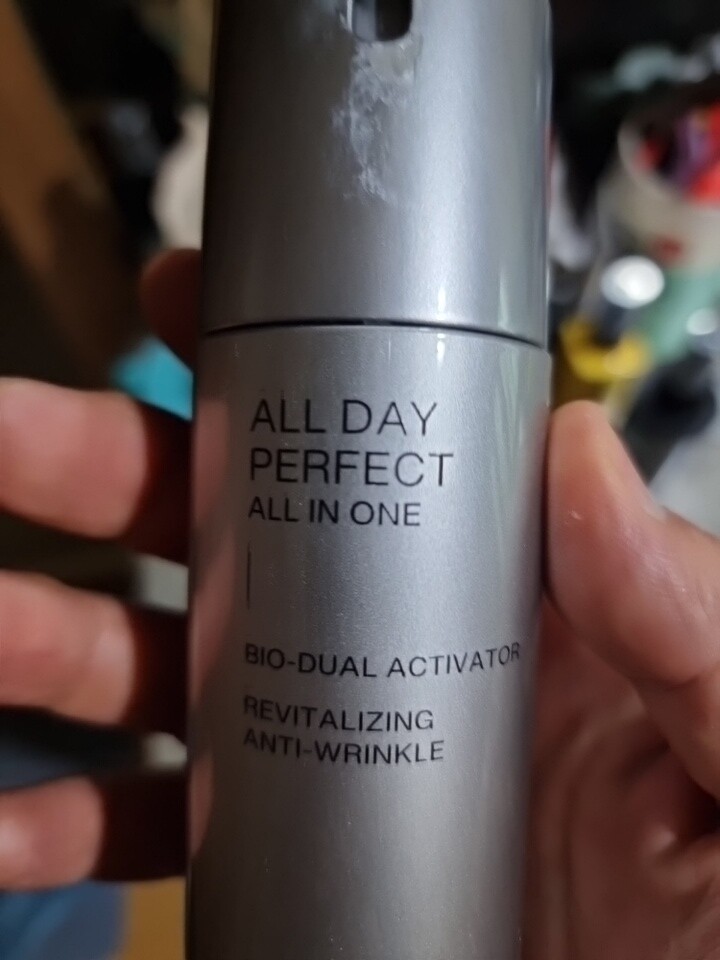 ALL DAY
PERFECT
ALL IN ONE
BIO-DUAL ACTIVATOR
REVITALIZING
ANTI-WRINKLE